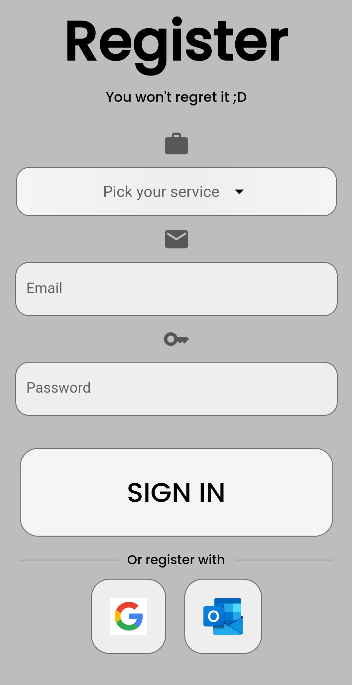 Register
You won't regret it ;D
Pick your service
Email
Password
SIGN IN
Or register with
G
O